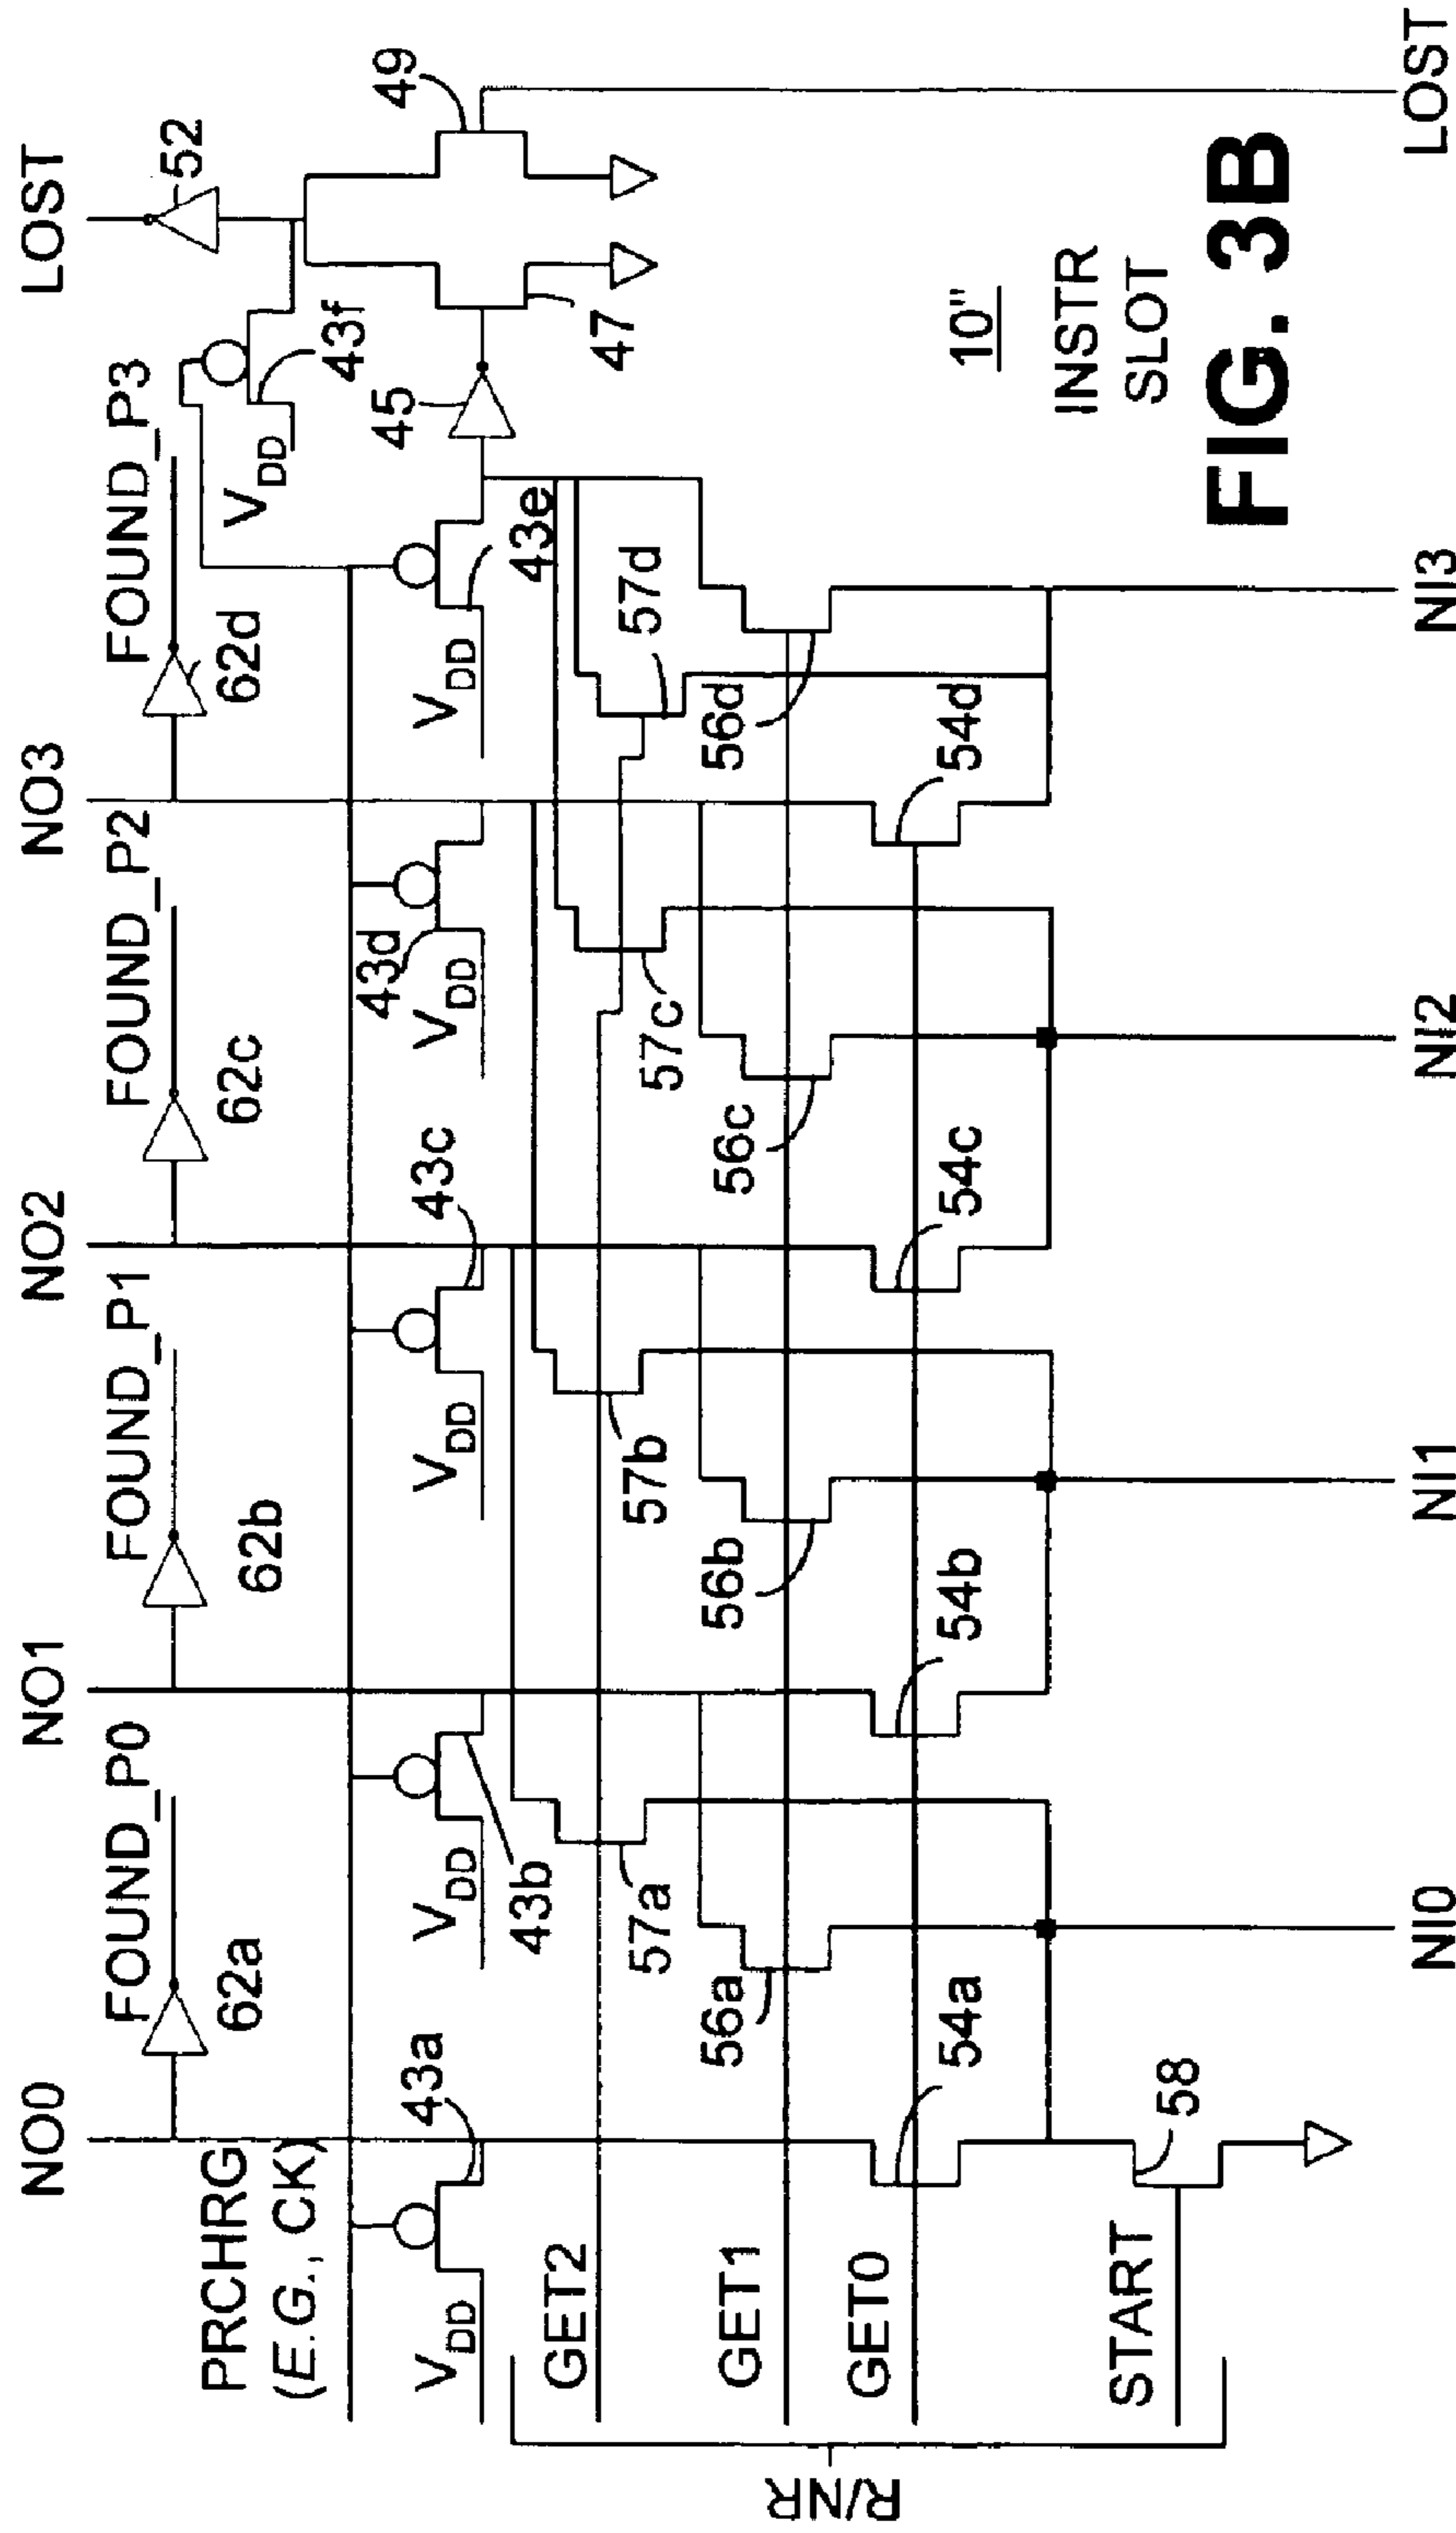 NO0 NO1 NO2 NO3 LOST
FOUND_P0 FOUND_P1 FOUND_P2 FOUND_P3
62a 62b 62c 62d 52
PRCHRG
(E.G., CK)
43a 43b 43c 43d 43e 43f
VDD VDD VDD VDD VDD VDD
45 47 49
GET2
57a 57b 57c 57d
GET1
56a 56b 56c 56d
GET0
54a 54b 54c 54d
START
58
R/NR
10"
INSTR
SLOT
FIG. 3B
NI0 NI1 NI2 NI3 LOST